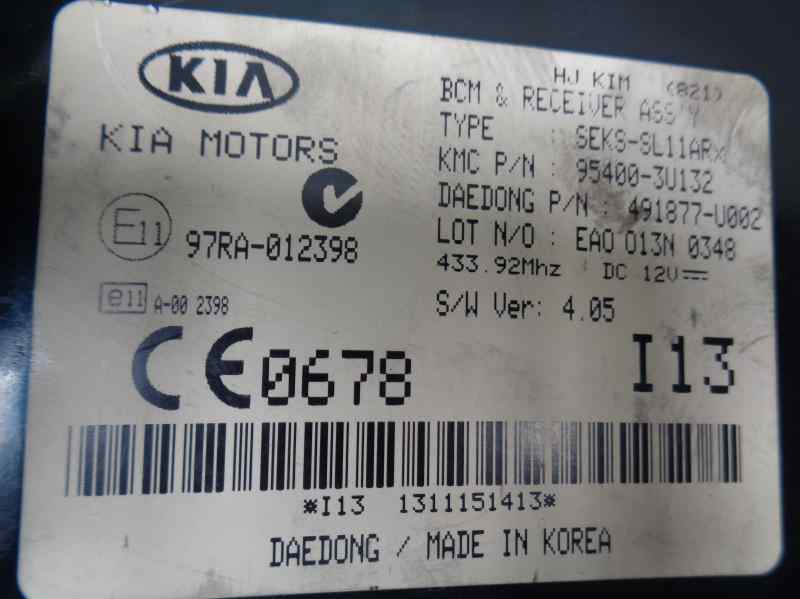 HJ KIM (821)
KIA
BCM & RECEIVER ASS'Y
KIA MOTORS
TYPE : SEKS-SL11ARX
KMC P/N : 95400-3U132
DAEDONG P/N : 491877-U002
E11 97RA-012398
LOT N/O : EAO 013N 0348
433.92Mhz DC 12V
e11 A-00 2398
S/W Ver: 4.05
CE0678
I13
*I13 1311151413*
DAEDONG / MADE IN KOREA